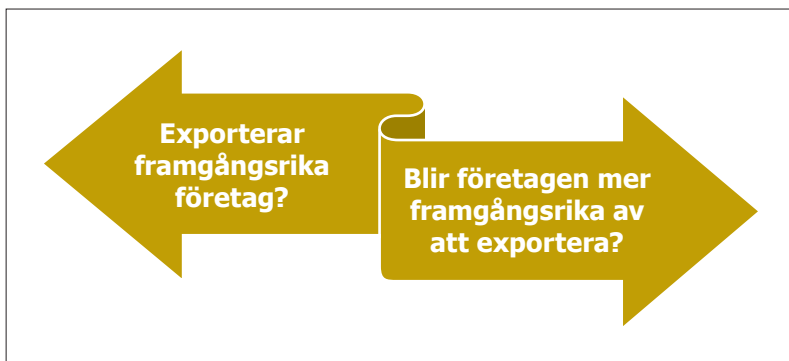 Exporterar
framgångsrika
företag?
Blir företagen mer
framgångsrika av
att exportera?